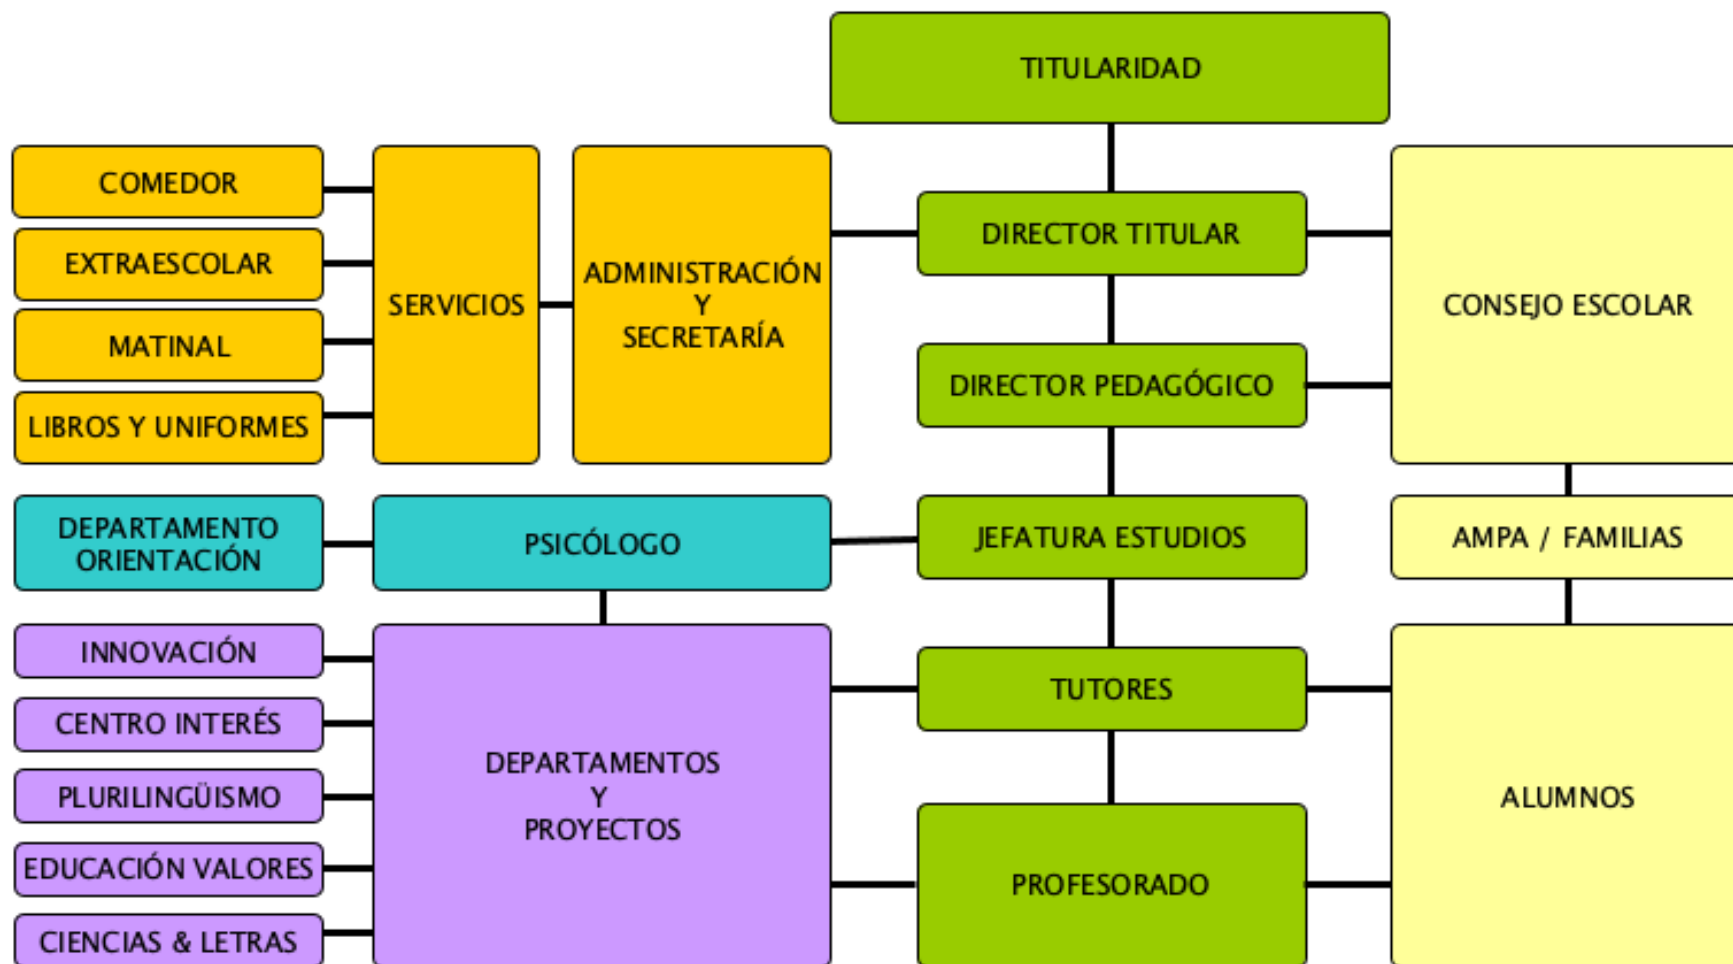 TITULARIDAD
COMEDOR
EXTRAESCOLAR
MATINAL
LIBROS Y UNIFORMES
SERVICIOS
ADMINISTRACIÓN
Y
SECRETARÍA
DIRECTOR TITULAR
DIRECTOR PEDAGÓGICO
CONSEJO ESCOLAR
DEPARTAMENTO
ORIENTACIÓN
PSICÓLOGO
JEFATURA ESTUDIOS
AMPA / FAMILIAS
INNOVACIÓN
CENTRO INTERÉS
PLURILINGÜISMO
EDUCACIÓN VALORES
CIENCIAS & LETRAS
DEPARTAMENTOS
Y
PROYECTOS
TUTORES
PROFESORADO
ALUMNOS